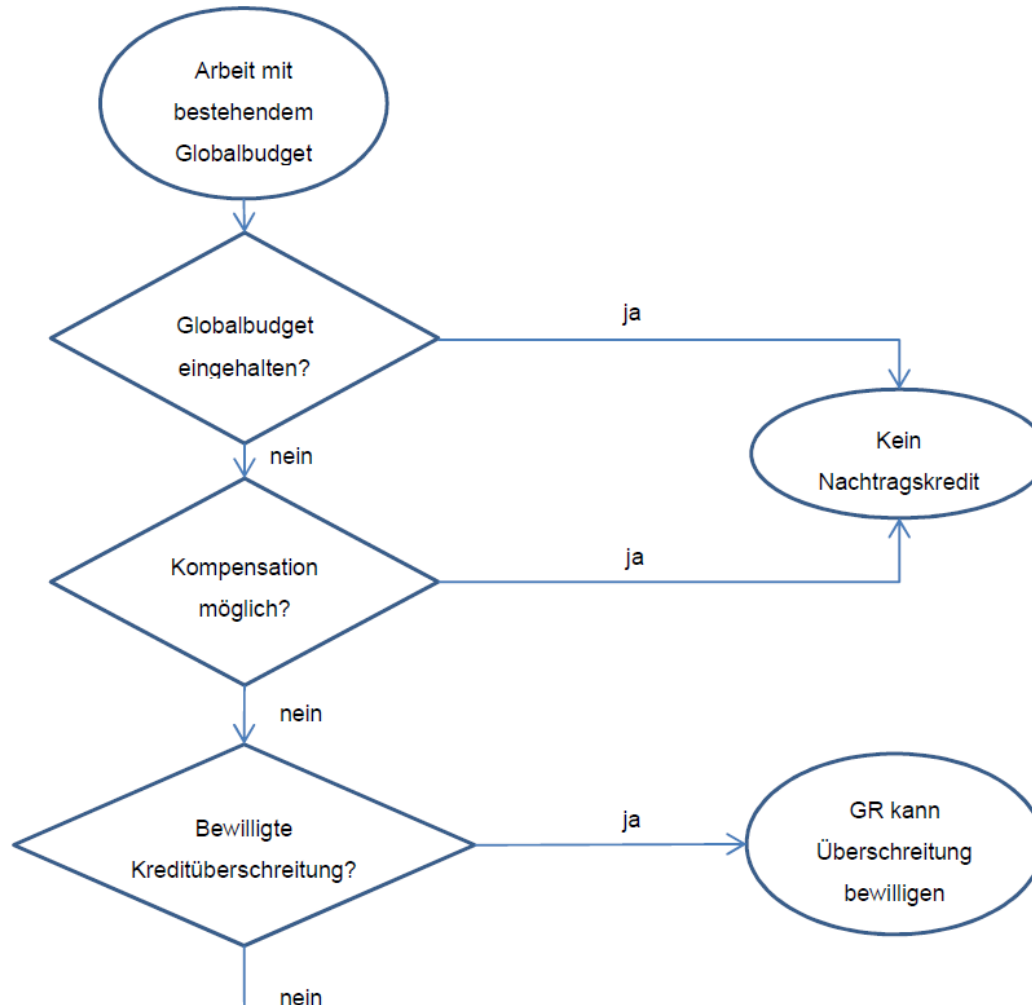 Arbeit mit
bestehendem
Globalbudget
Globalbudget
eingehalten?
ja
Kein
Nachtragskredit
nein
Kompensation
möglich?
ja
nein
Bewilligte
Kreditüberschreitung?
ja
GR kann
Überschreitung
bewilligen
nein